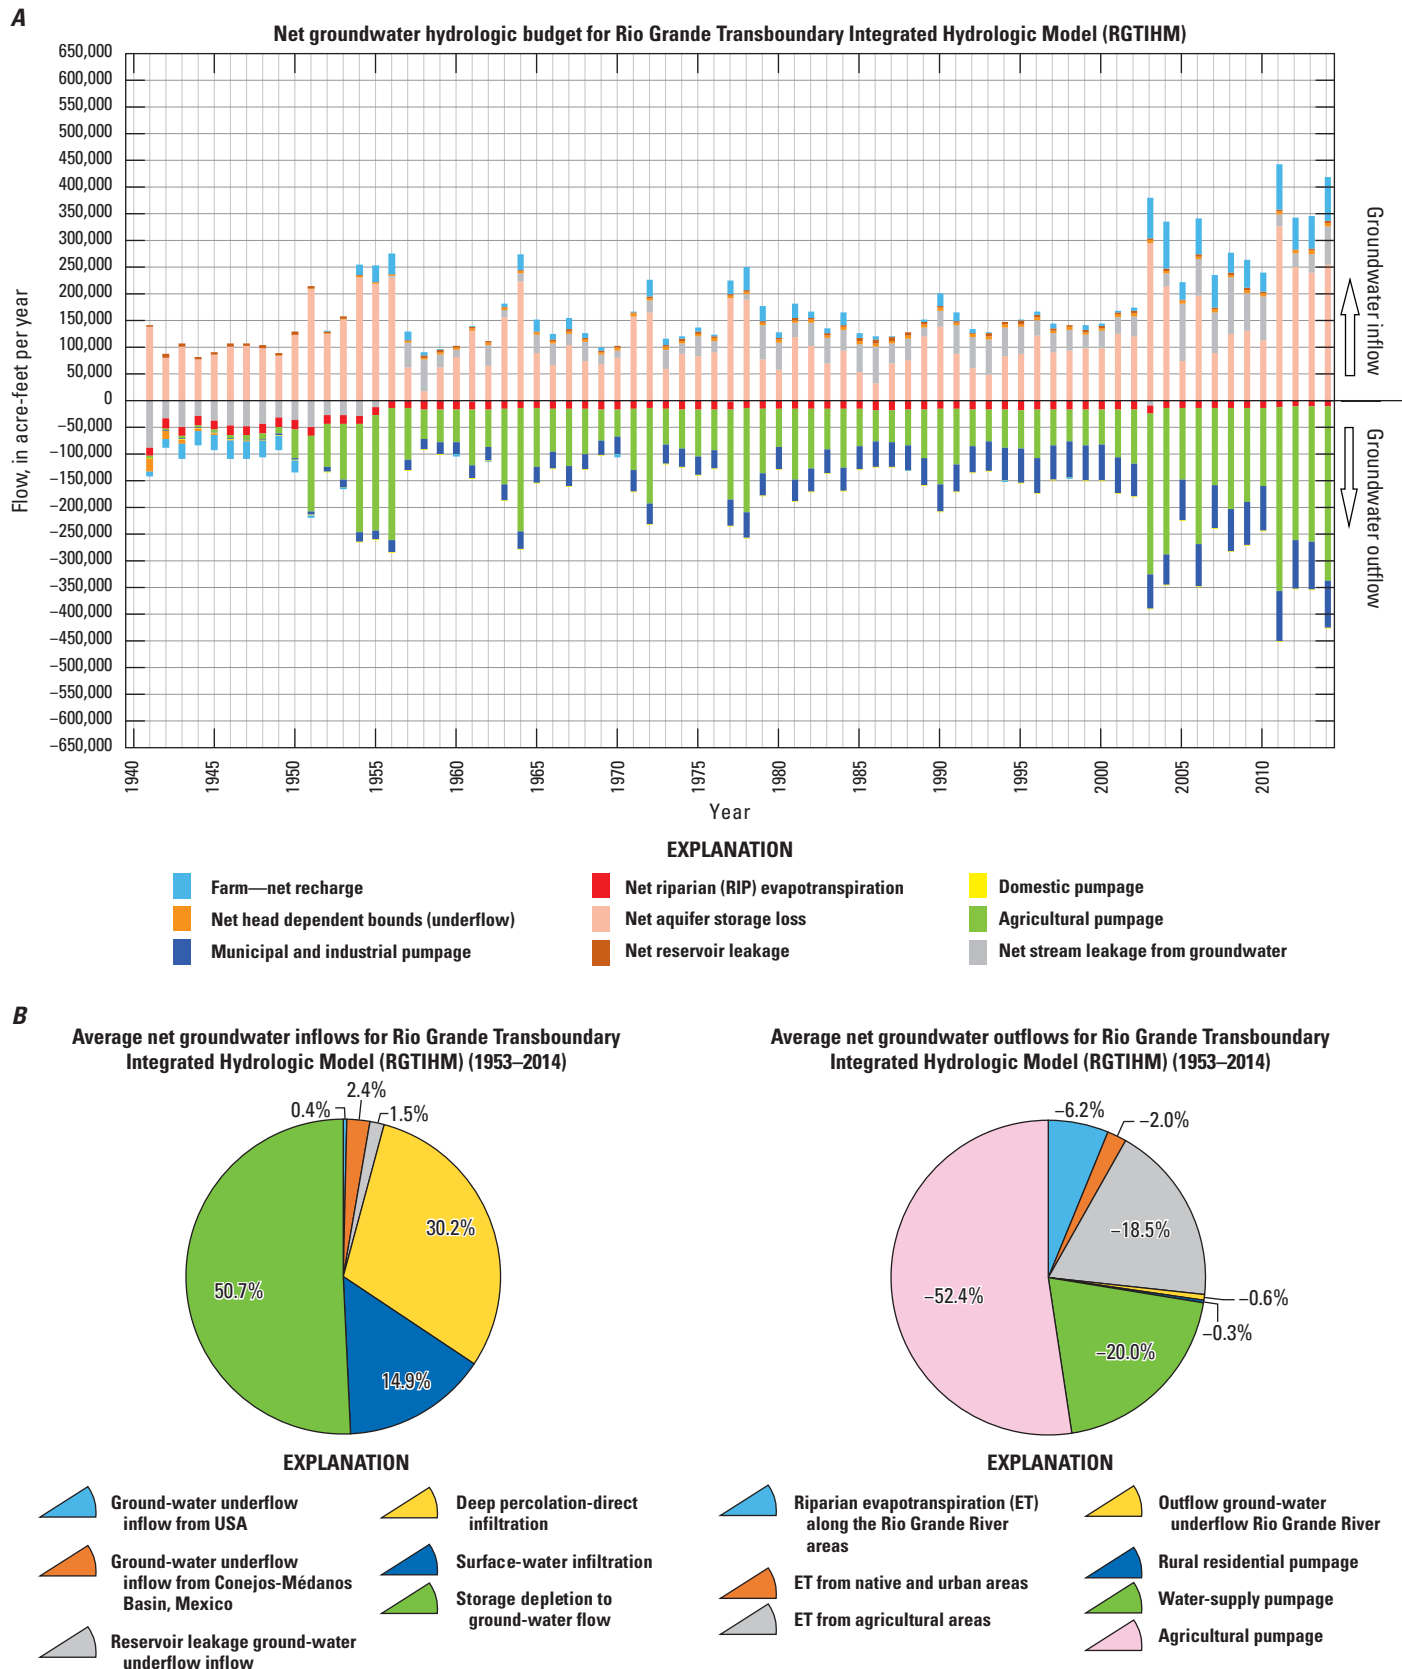 A
Net groundwater hydrologic budget for Rio Grande Transboundary Integrated Hydrologic Model (RGTIHM)
Flow, in acre-feet per year
650,000
600,000
550,000
500,000
450,000
400,000
350,000
300,000
250,000
200,000
150,000
100,000
50,000
0
−50,000
−100,000
−150,000
−200,000
−250,000
−300,000
−350,000
−400,000
−450,000
−500,000
−550,000
−600,000
−650,000
Groundwater inflow
Groundwater outflow
1940
1945
1950
1955
1960
1965
1970
1975
1980
1985
1990
1995
2000
2005
2010
Year
EXPLANATION
Farm—net recharge
Net head dependent bounds (underflow)
Municipal and industrial pumpage
Net riparian (RIP) evapotranspiration
Net aquifer storage loss
Net reservoir leakage
Domestic pumpage
Agricultural pumpage
Net stream leakage from groundwater
B
Average net groundwater inflows for Rio Grande Transboundary
Integrated Hydrologic Model (RGTIHM) (1953–2014)
0.4%
2.4%
1.5%
30.2%
14.9%
50.7%
EXPLANATION
Ground-water underflow
inflow from USA
Ground-water underflow
inflow from Conejos-Médanos
Basin, Mexico
Reservoir leakage ground-water
underflow inflow
Deep percolation-direct
infiltration
Surface-water infiltration
Storage depletion to
ground-water flow
Average net groundwater outflows for Rio Grande Transboundary
Integrated Hydrologic Model (RGTIHM) (1953–2014)
−6.2%
−2.0%
−18.5%
−0.6%
−0.3%
−20.0%
−52.4%
EXPLANATION
Riparian evapotranspiration (ET)
along the Rio Grande River
areas
ET from native and urban areas
ET from agricultural areas
Outflow ground-water
underflow Rio Grande River
Rural residential pumpage
Water-supply pumpage
Agricultural pumpage